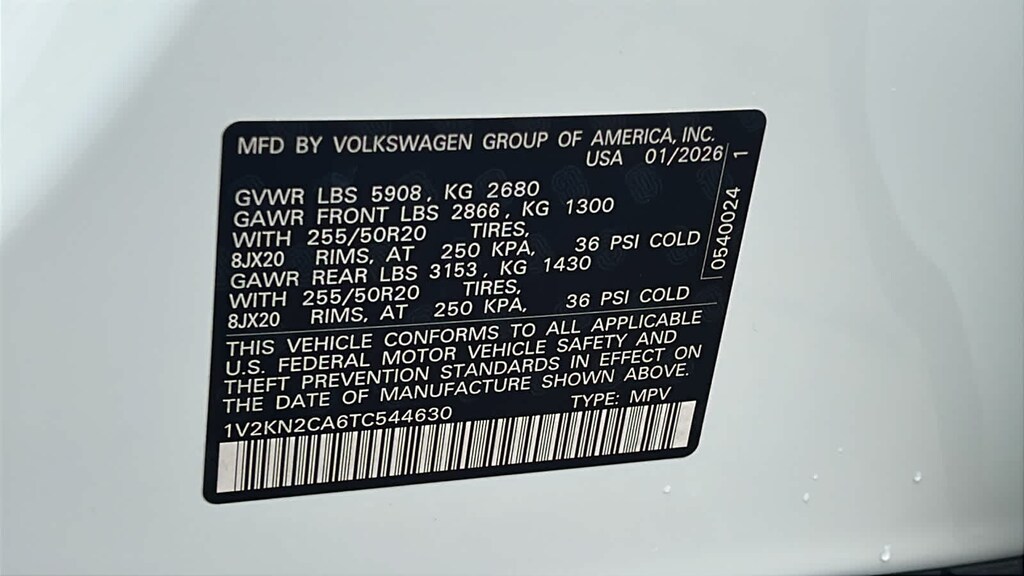 MFD BY VOLKSWAGEN GROUP OF AMERICA, INC.
USA 01/2026
GVWR LBS 5908, KG 2680
GAWR FRONT LBS 2866, KG 1300
WITH 255/50R20 TIRES,
8JX20 RIMS, AT 250 KPA, 36 PSI COLD
GAWR REAR LBS 3153, KG 1430
WITH 255/50R20 TIRES,
8JX20 RIMS, AT 250 KPA, 36 PSI COLD
0540024 1
THIS VEHICLE CONFORMS TO ALL APPLICABLE
U.S. FEDERAL MOTOR VEHICLE SAFETY AND
THEFT PREVENTION STANDARDS IN EFFECT ON
THE DATE OF MANUFACTURE SHOWN ABOVE.
1V2KN2CA6TC544630 TYPE: MPV